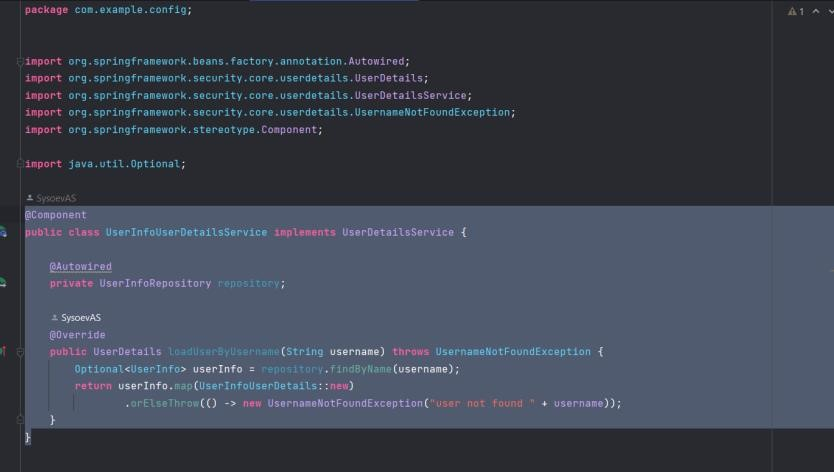 package com.example.config;
1
import org.springframework.beans.factory.annotation.Autowired;
import org.springframework.security.core.userdetails.UserDetails;
import org.springframework.security.core.userdetails.UserDetailsService;
import org.springframework.security.core.userdetails.UsernameNotFoundException;
import org.springframework.stereotype.Component;
import java.util.Optional;
SysoevAS
@Component
public class UserInfoUserDetailsService implements UserDetailsService {
@Autowired
private UserInfoRepository repository;
SysoevAS
@Override
public UserDetails loadUserByUsername(String username) throws UsernameNotFoundException {
Optional<UserInfo> userInfo = repository.findByName(username);
return userInfo.map(UserInfoUserDetails::new)
.orElseThrow(() -> new UsernameNotFoundException("user not found " + username));
}
}